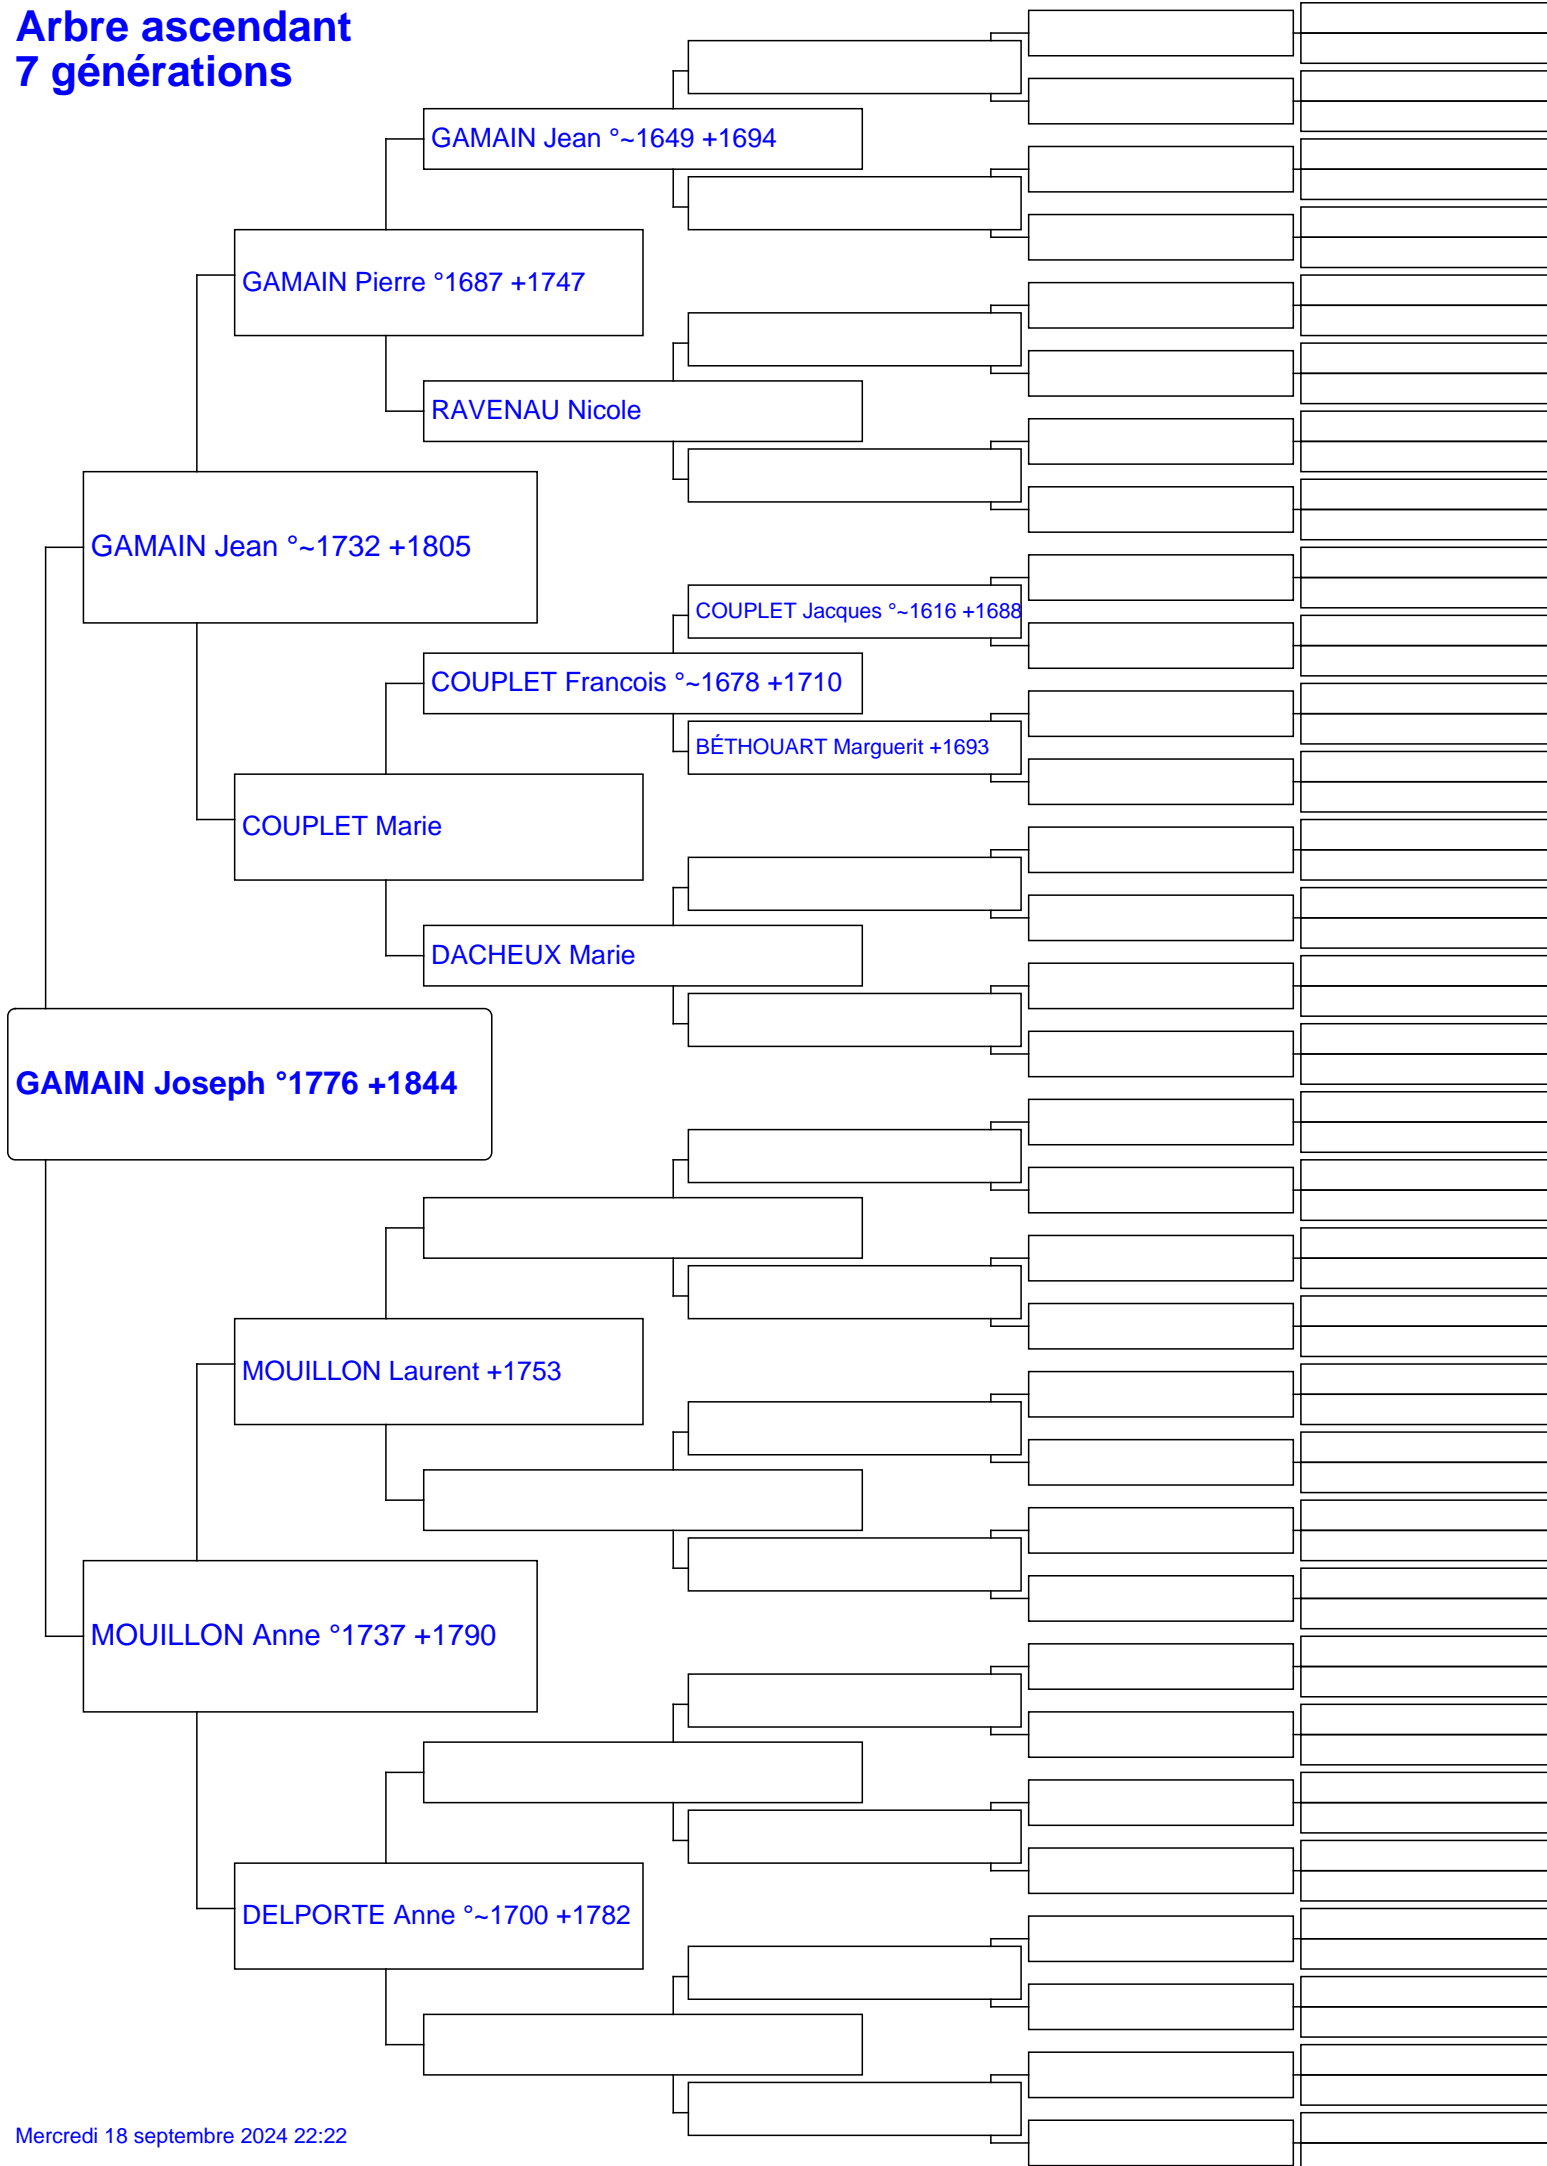 Arbre ascendant
7 générations
GAMAIN Jean °~1649 +1694
GAMAIN Pierre °1687 +1747
RAVENAU Nicole
GAMAIN Jean °~1732 +1805
COUPLET Jacques °~1616 +1688
COUPLET Francois °~1678 +1710
BÉTHOUART Marguerit +1693
COUPLET Marie
DACHEUX Marie
GAMAIN Joseph °1776 +1844
MOUILLON Laurent +1753
MOUILLON Anne °1737 +1790
DELPORTE Anne °~1700 +1782
Mercredi 18 septembre 2024 22:22